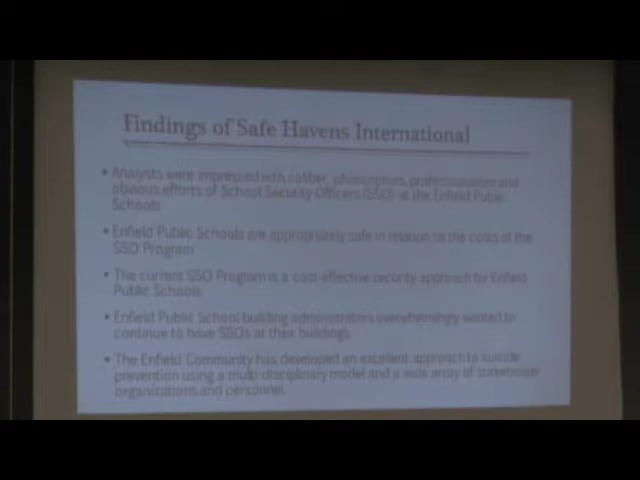 Findings of Safe Havens International
• Analysts were impressed with caliber, philosophies, professionalism and
obvious efforts of School Security Officers (SSO) at the Enfield Public
Schools
• Enfield Public Schools are appropriately safe in relation to the costs of the
SSO Program
• The current SSO Program is a cost-effective security approach for Enfield
Public Schools
• Enfield Public School building administrators overwhelmingly wanted to
continue to have SSOs at their buildings
• The Enfield Community has developed an excellent approach to suicide
prevention using a multi-disciplinary model and a wide array of stakeholder
organizations and personnel